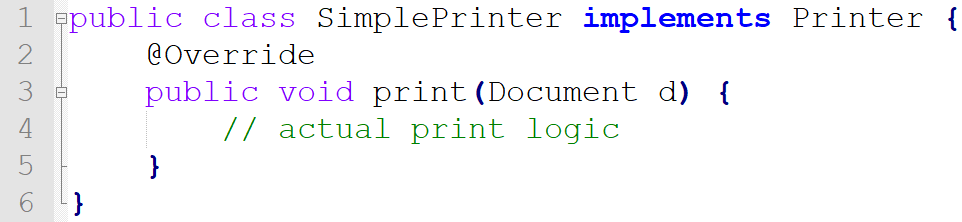 1 public class SimplePrinter implements Printer {
2     @Override
3     public void print(Document d) {
4         // actual print logic
5     }
6 }